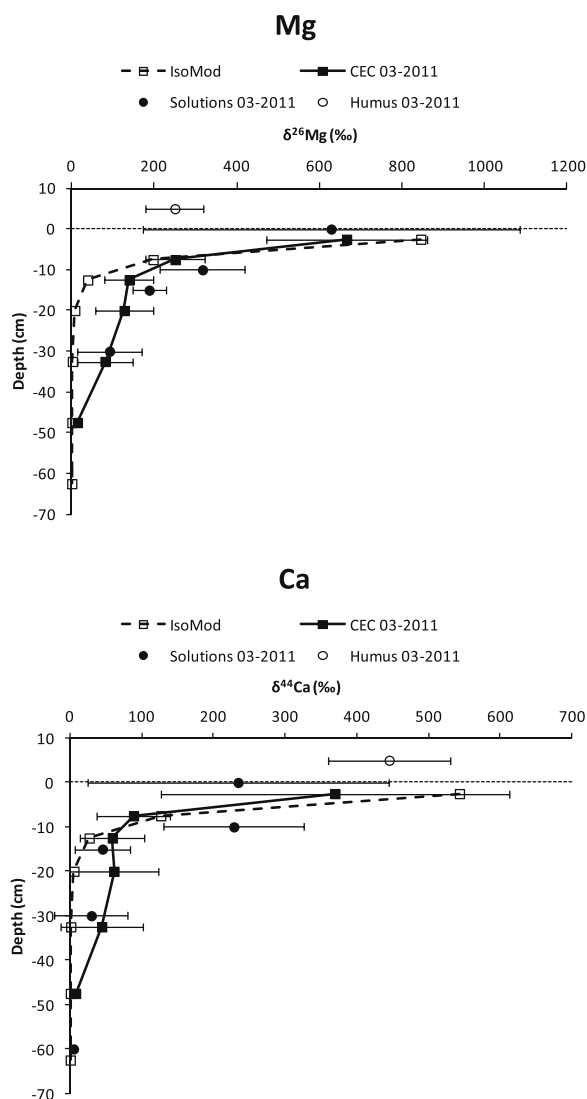 Mg
IsoMod CEC 03-2011
Solutions 03-2011 Humus 03-2011
δ²⁶Mg (‰)
0 200 400 600 800 1000 1200
10
0
-10
-20
-30
-40
-50
-60
-70
Depth (cm)
Ca
IsoMod CEC 03-2011
Solutions 03-2011 Humus 03-2011
δ⁴⁴Ca (‰)
0 100 200 300 400 500 600 700
10
0
-10
-20
-30
-40
-50
-60
-70
Depth (cm)